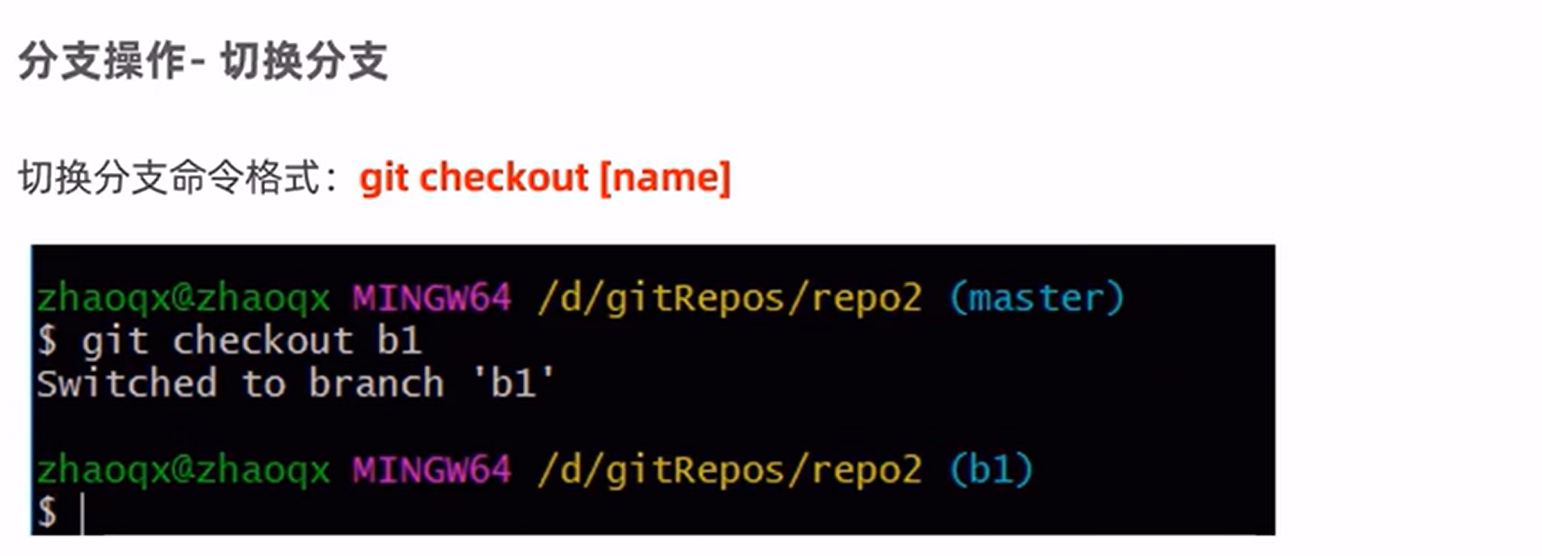 分支操作- 切换分支
切换分支命令格式：git checkout [name]
zhaoqx@zhaoqx MINGW64 /d/gitRepos/repo2 (master)
$ git checkout b1
Switched to branch 'b1'
zhaoqx@zhaoqx MINGW64 /d/gitRepos/repo2 (b1)
$